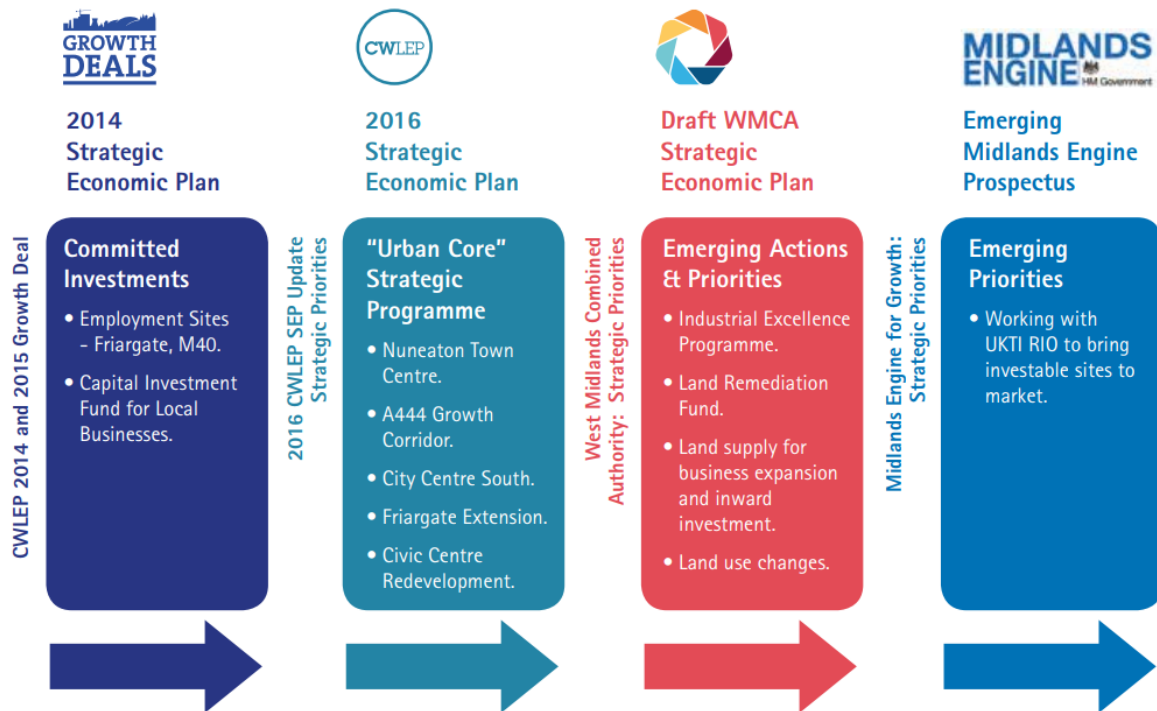 GROWTH
DEALS
2014
Strategic
Economic Plan
CWLEP 2014 and 2015 Growth Deal
Committed
Investments
• Employment Sites
- Friargate, M40.
• Capital Investment
Fund for Local
Businesses.
CWLEP
2016
Strategic
Economic Plan
2016 CWLEP SEP Update
Strategic Priorities
“Urban Core”
Strategic
Programme
• Nuneaton Town
Centre.
• A444 Growth
Corridor.
• City Centre South.
• Friargate Extension.
• Civic Centre
Redevelopment.
Draft WMCA
Strategic
Economic Plan
West Midlands Combined
Authority: Strategic Priorities
Emerging Actions
& Priorities
• Industrial Excellence
Programme.
• Land Remediation
Fund.
• Land supply for
business expansion
and inward
investment.
• Land use changes.
MIDLANDS
ENGINE
HM Government
Emerging
Midlands Engine
Prospectus
Midlands Engine for Growth:
Strategic Priorities
Emerging
Priorities
• Working with
UKTI RIO to bring
investable sites to
market.